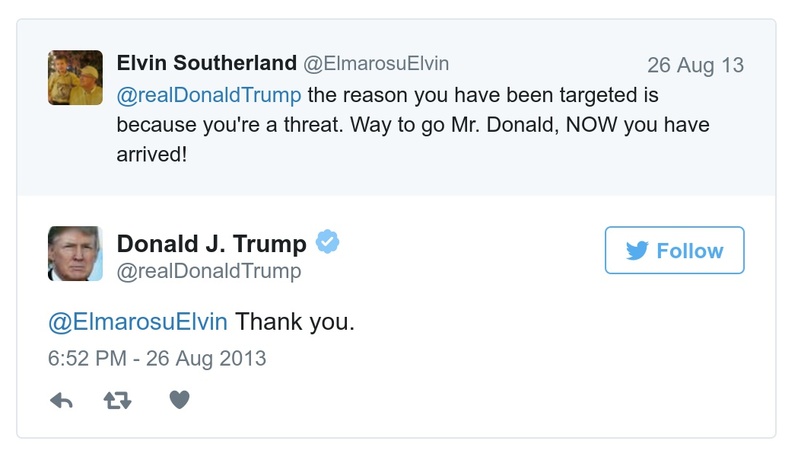 Elvin Southerland @ElmarosuElvin 26 Aug 13
@realDonaldTrump the reason you have been targeted is
because you're a threat. Way to go Mr. Donald, NOW you have
arrived!
Donald J. Trump
@realDonaldTrump
Follow
@ElmarosuElvin Thank you.
6:52 PM - 26 Aug 2013